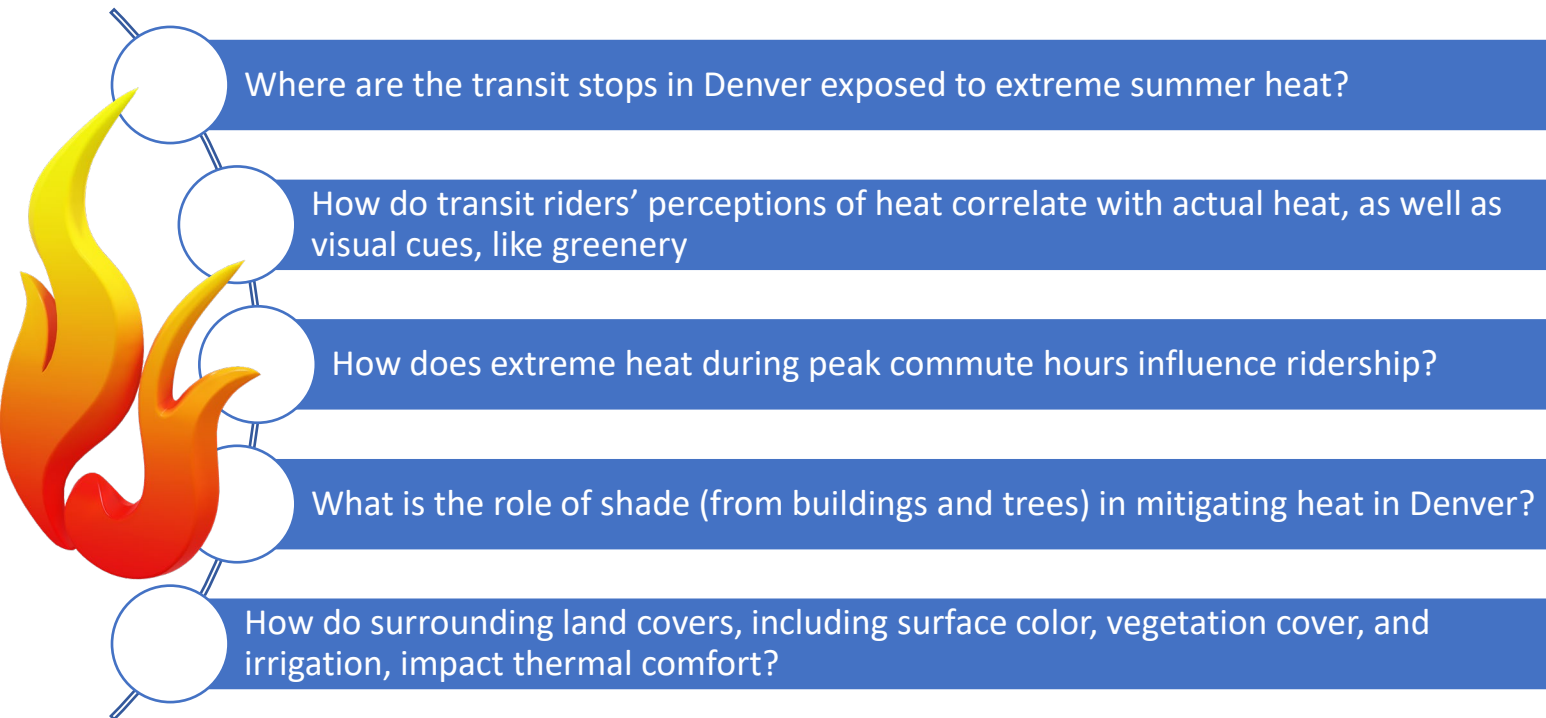 Where are the transit stops in Denver exposed to extreme summer heat?
How do transit riders’ perceptions of heat correlate with actual heat, as well as
visual cues, like greenery
How does extreme heat during peak commute hours influence ridership?
What is the role of shade (from buildings and trees) in mitigating heat in Denver?
How do surrounding land covers, including surface color, vegetation cover, and
irrigation, impact thermal comfort?